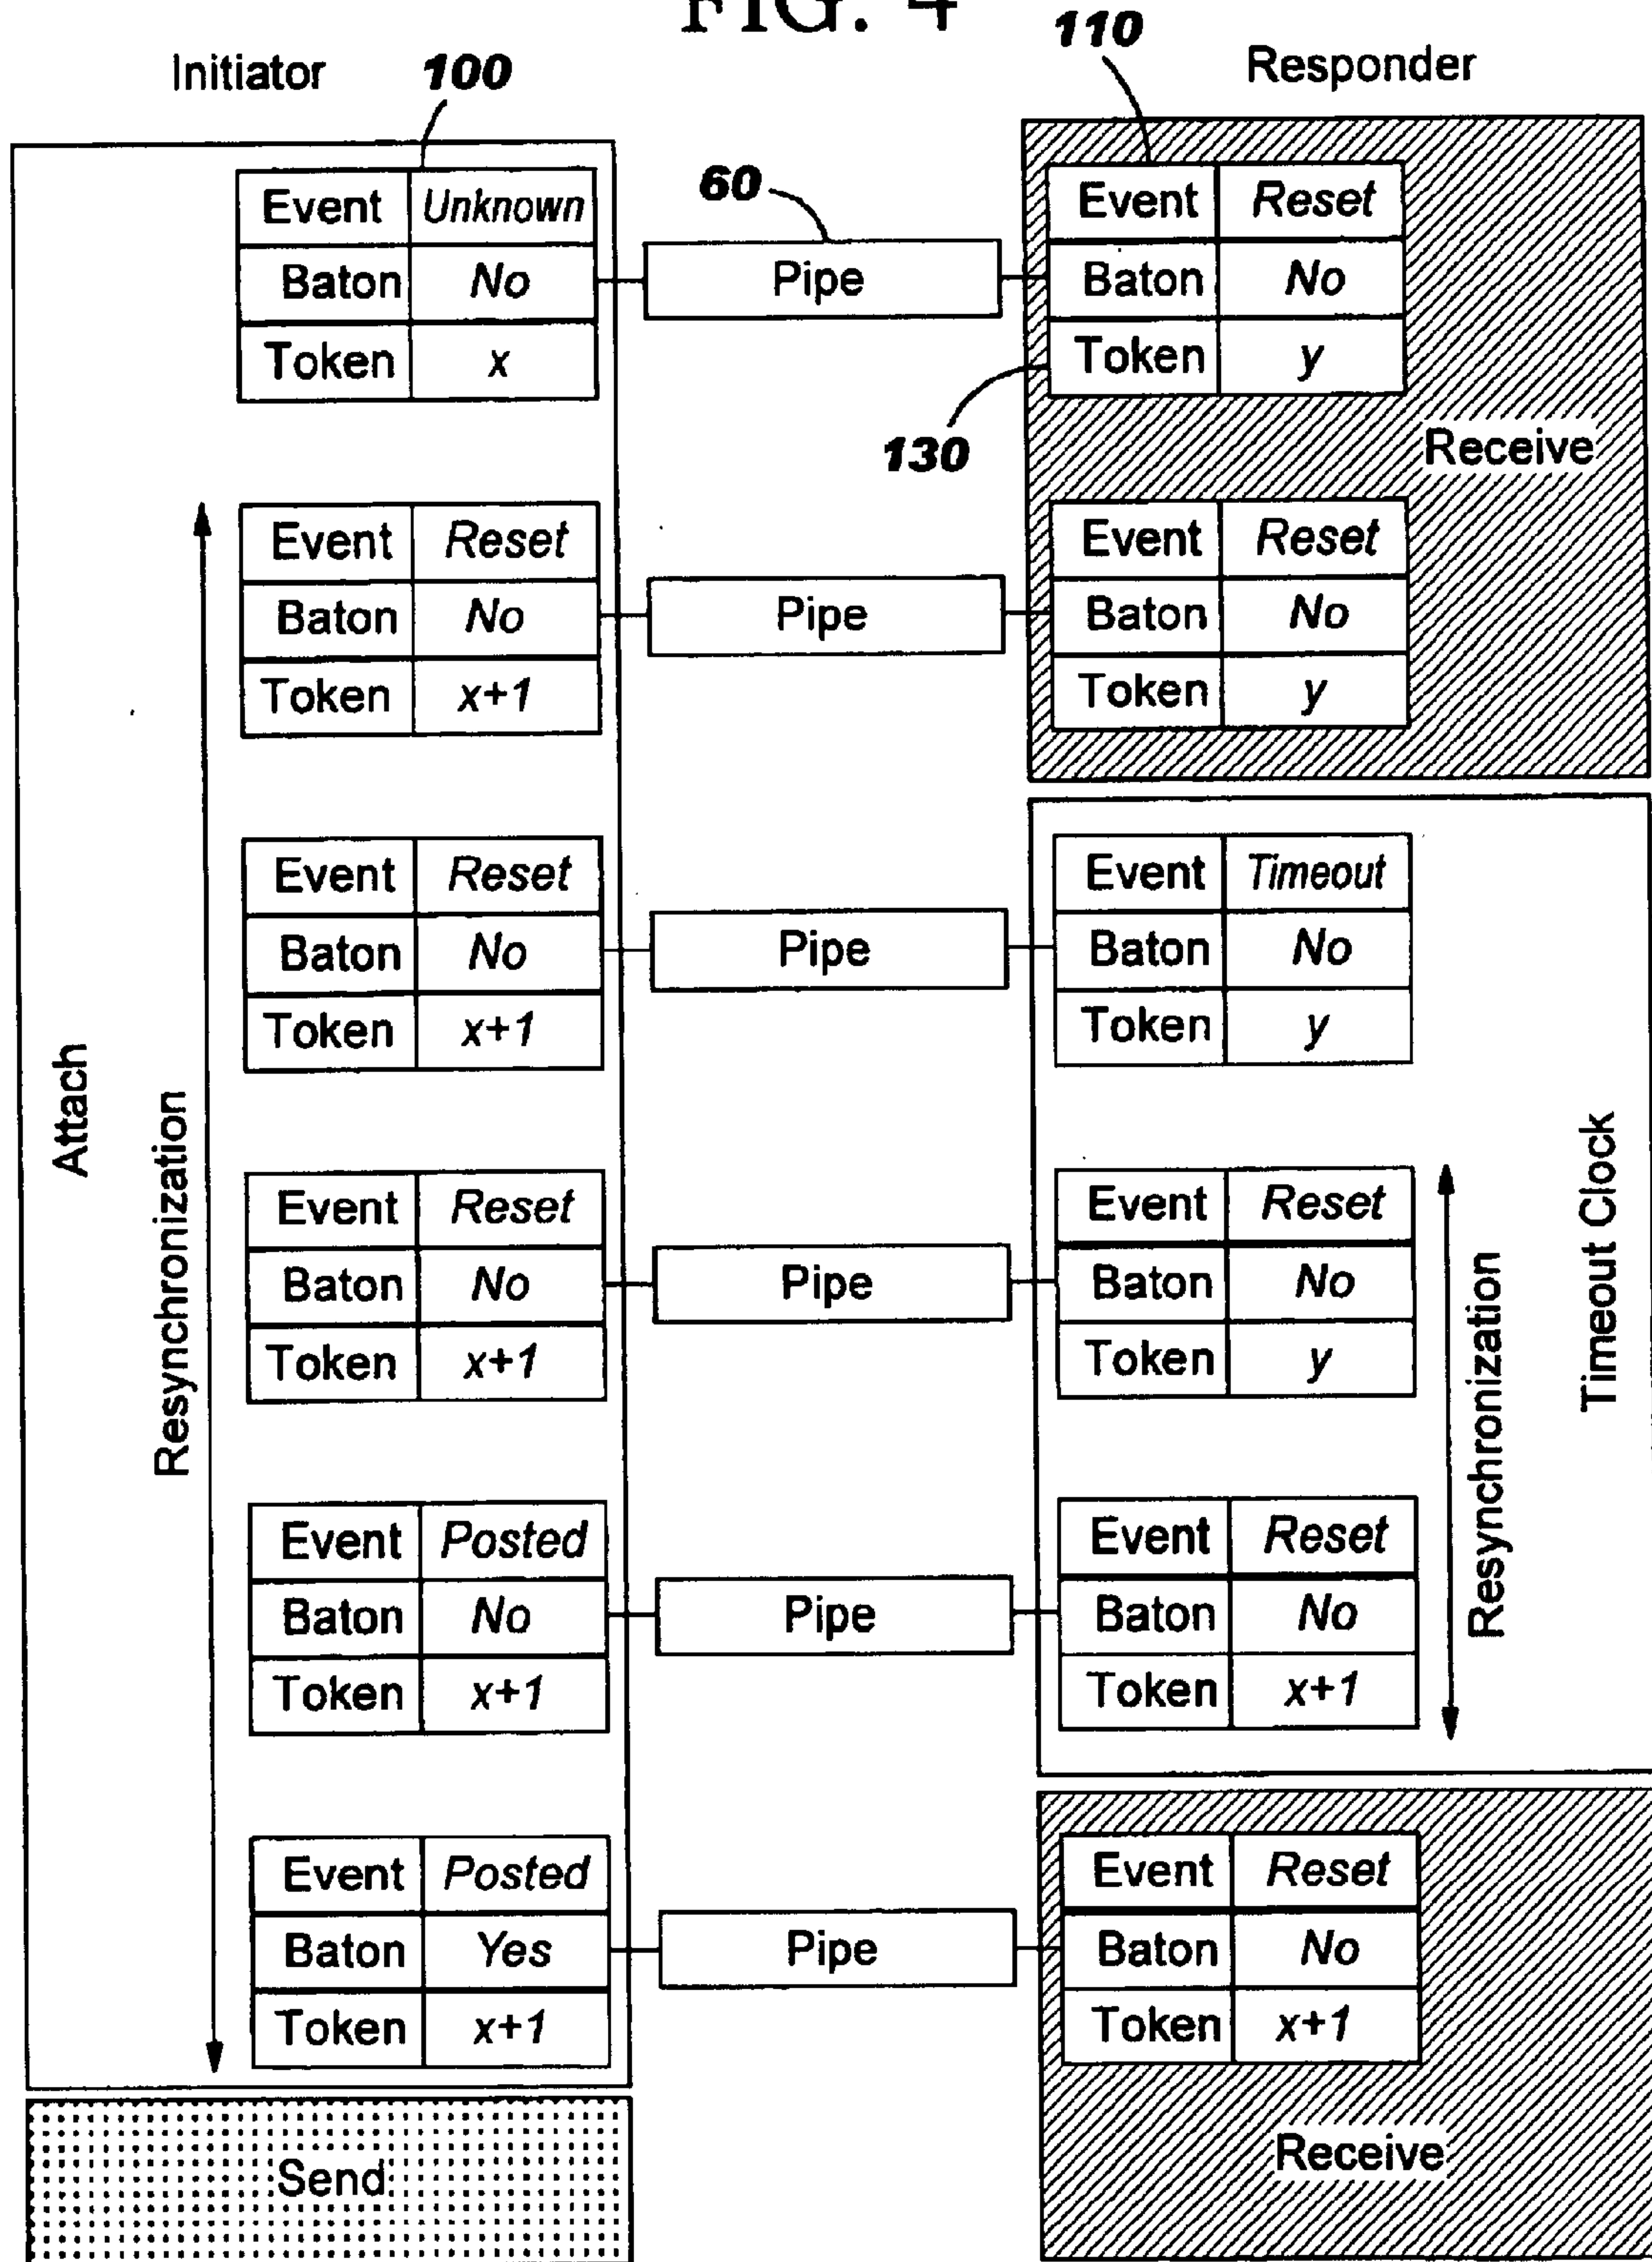 FIG. 4
Initiator 100 110 Responder
60
Event Unknown Event Reset
Baton No Pipe Baton No
Token x Token y
130
Receive
Event Reset Event Reset
Baton No Pipe Baton No
Token x+1 Token y
Event Reset Event Timeout
Baton No Pipe Baton No
Token x+1 Token y
Attach
Resynchronization
Event Reset Event Reset
Baton No Pipe Baton No
Token x+1 Token y
Resynchronization
Timeout Clock
Event Posted Event Reset
Baton No Pipe Baton No
Token x+1 Token x+1
Event Posted Event Reset
Baton Yes Pipe Baton No
Token x+1 Token x+1
Send Receive